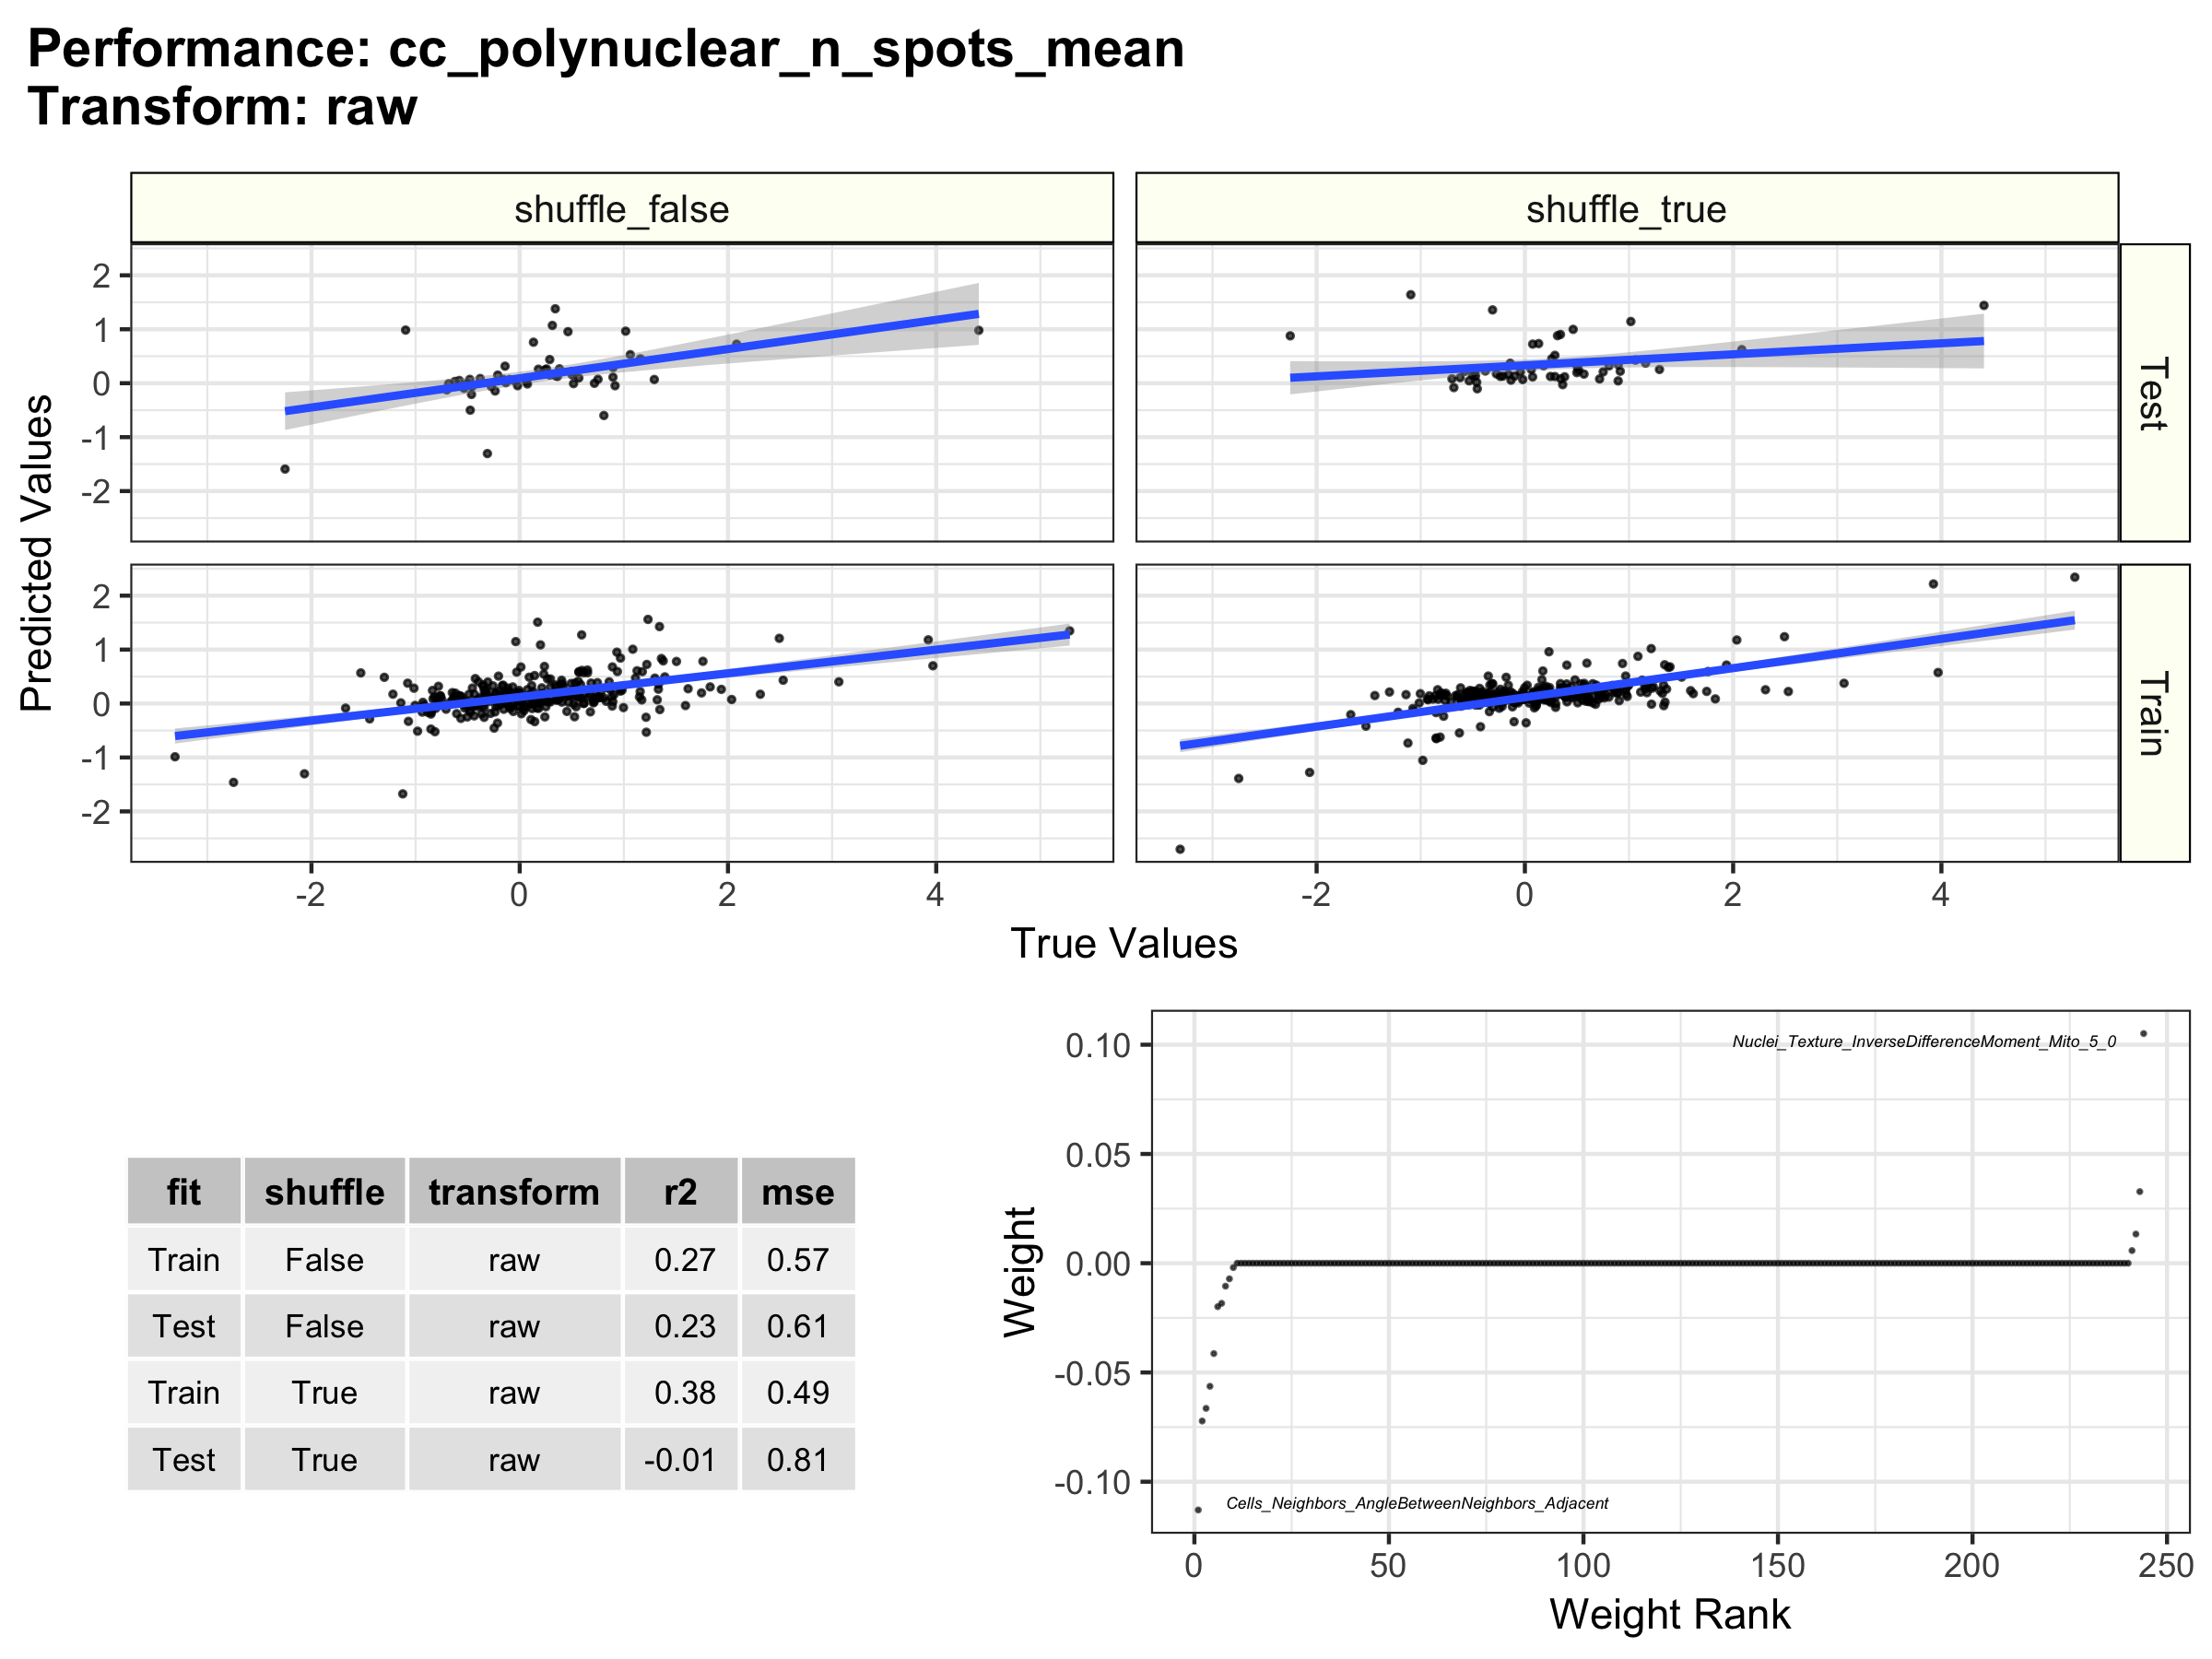 Performance: cc_polynuclear_n_spots_mean
Transform: raw
shuffle_false
shuffle_true
2
1
0
-1
-2
Test
2
1
0
-1
-2
Train
Predicted Values
-2
0
2
4
-2
0
2
4
True Values
fit shuffle transform r2 mse
Train False raw 0.27 0.57
Test False raw 0.23 0.61
Train True raw 0.38 0.49
Test True raw -0.01 0.81
Weight
0.10
0.05
0.00
-0.05
-0.10
Nuclei_Texture_InverseDifferenceMoment_Mito_5_0
Cells_Neighbors_AngleBetweenNeighbors_Adjacent
0
50
100
150
200
250
Weight Rank